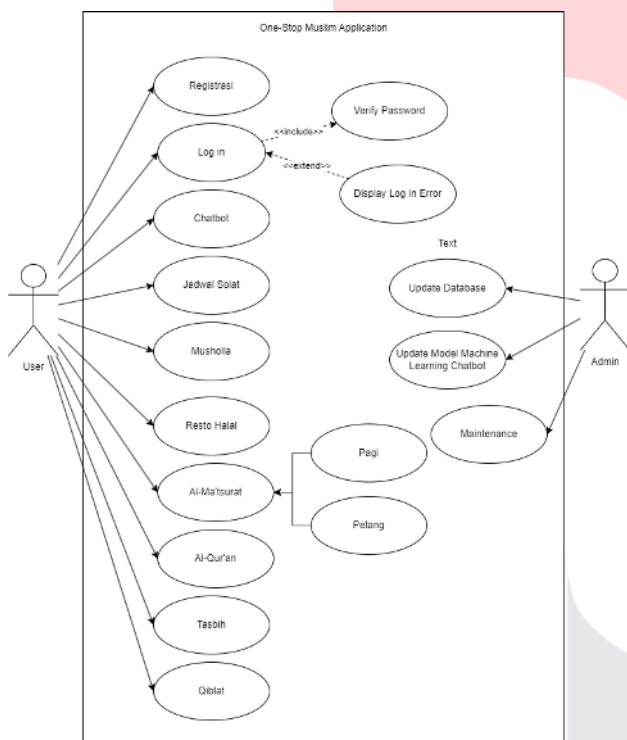 One-Stop Muslim Application
Registrasi
Verify Password
<<include>>
Log in
<<extend>>
Display Log In Error
Chatbot
Text
Jadwal Solat
Update Database
User
Admin
Musholla
Update Model Machine
Learning Chatbot
Resto Halal
Maintenance
Pagi
Al-Ma'tsurat
Petang
Al-Qur'an
Tasbih
Qiblat